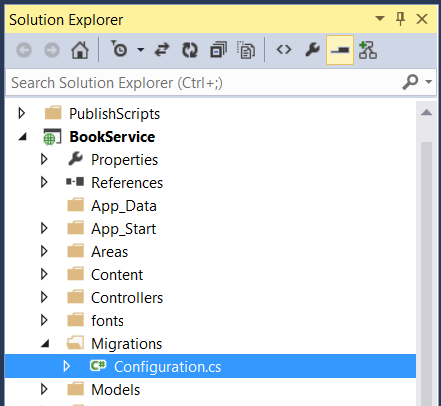 Solution Explorer
Search Solution Explorer (Ctrl+;)
PublishScripts
BookService
Properties
References
App_Data
App_Start
Areas
Content
Controllers
fonts
Migrations
C# Configuration.cs
Models